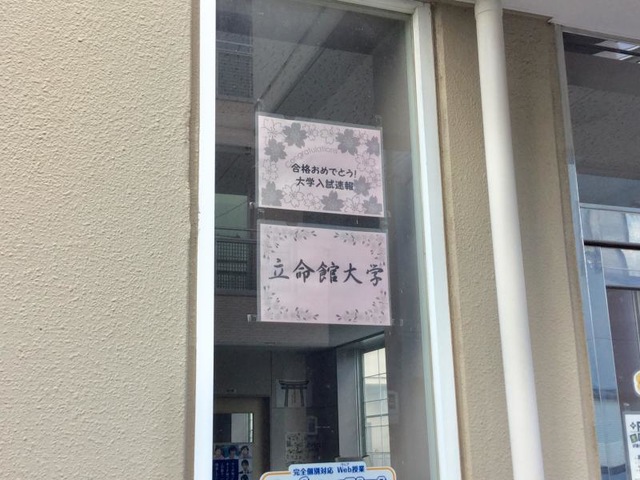 Congratulations
合格おめでとう!
大学入試速報
立命館大学
完全個別対応 Web授業